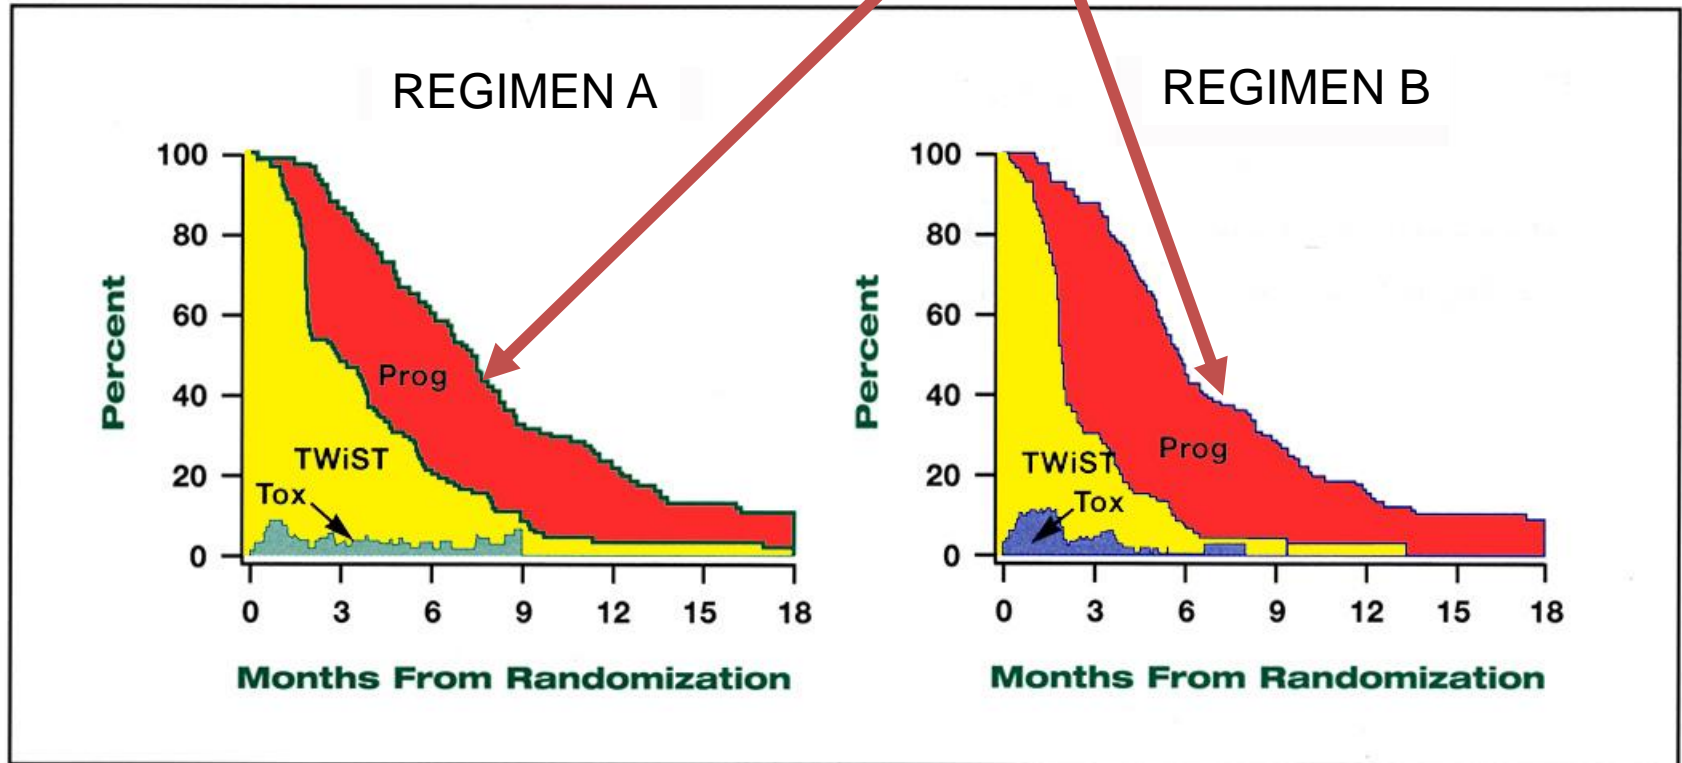 REGIMEN A
100
80
60
40
20
0
Percent
Prog
TWiST
Tox
0 3 6 9 12 15 18
Months From Randomization
REGIMEN B
100
80
60
40
20
0
Percent
Prog
TWiST
Tox
0 3 6 9 12 15 18
Months From Randomization